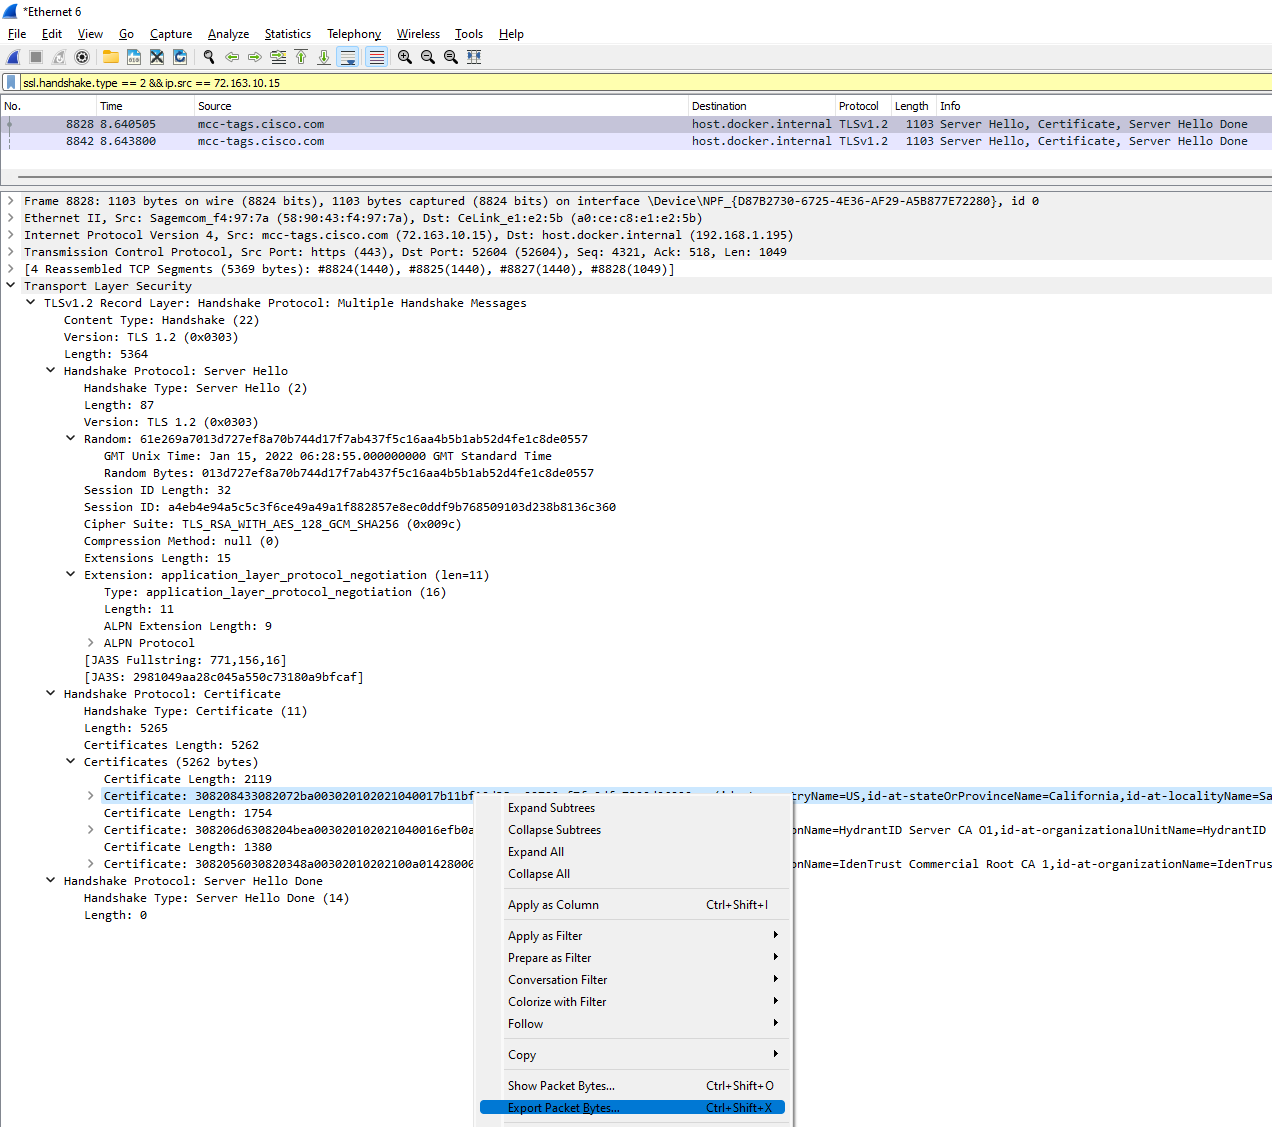 *Ethernet 6
File Edit View Go Capture Analyze Statistics Telephony Wireless Tools Help
ssl.handshake.type == 2 && ip.src == 72.163.10.15
No. Time Source Destination Protocol Length Info
8828 8.640505 mcc-tags.cisco.com host.docker.internal TLSv1.2 1103 Server Hello, Certificate, Server Hello Done
8842 8.643800 mcc-tags.cisco.com host.docker.internal TLSv1.2 1103 Server Hello, Certificate, Server Hello Done
Frame 8828: 1103 bytes on wire (8824 bits), 1103 bytes captured (8824 bits) on interface \Device\NPF_{D87B2730-6725-4E36-AF29-A5B877E72280}, id 0
Ethernet II, Src: Sagemcom_f4:97:7a (58:90:43:f4:97:7a), Dst: CeLink_e1:e2:5b (a0:ce:c8:e1:e2:5b)
Internet Protocol Version 4, Src: mcc-tags.cisco.com (72.163.10.15), Dst: host.docker.internal (192.168.1.195)
Transmission Control Protocol, Src Port: https (443), Dst Port: 52604 (52604), Seq: 4321, Ack: 518, Len: 1049
[4 Reassembled TCP Segments (5369 bytes): #8824(1440), #8825(1440), #8827(1440), #8828(1049)]
Transport Layer Security
TLSv1.2 Record Layer: Handshake Protocol: Multiple Handshake Messages
Content Type: Handshake (22)
Version: TLS 1.2 (0x0303)
Length: 5364
Handshake Protocol: Server Hello
Handshake Type: Server Hello (2)
Length: 87
Version: TLS 1.2 (0x0303)
Random: 61e269a7013d727ef8a70b744d17f7ab437f5c16aa4b5b1ab52d4fe1c8de0557
GMT Unix Time: Jan 15, 2022 06:28:55.000000000 GMT Standard Time
Random Bytes: 013d727ef8a70b744d17f7ab437f5c16aa4b5b1ab52d4fe1c8de0557
Session ID Length: 32
Session ID: a4eb4e94a5c5c3f6ce49a49a1f882857e8ec0ddf9b768509103d238b8136c360
Cipher Suite: TLS_RSA_WITH_AES_128_GCM_SHA256 (0x009c)
Compression Method: null (0)
Extensions Length: 15
Extension: application_layer_protocol_negotiation (len=11)
Type: application_layer_protocol_negotiation (16)
Length: 11
ALPN Extension Length: 9
ALPN Protocol
[JA3S Fullstring: 771,156,16]
[JA3S: 2981049aa28c045a550c73180a9bfcaf]
Handshake Protocol: Certificate
Handshake Type: Certificate (11)
Length: 5265
Certificates Length: 5262
Certificates (5262 bytes)
Certificate Length: 2119
Certificate: 308208433082072ba003020102021040017b11bf tryName=US,id-at-stateOrProvinceName=California,id-at-localityName=Sa
Certificate Length: 1754
Certificate: 308206d6308204bea003020102021040016efb0a onName=HydrantID Server CA O1,id-at-organizationalUnitName=HydrantID
Certificate Length: 1380
Certificate: 3082056030820348a00302010202100a01428000 onName=IdenTrust Commercial Root CA 1,id-at-organizationName=IdenTrus
Handshake Protocol: Server Hello Done
Handshake Type: Server Hello Done (14)
Length: 0
Expand Subtrees
Collapse Subtrees
Expand All
Collapse All
Apply as Column Ctrl+Shift+I
Apply as Filter
Prepare as Filter
Conversation Filter
Colorize with Filter
Follow
Copy
Show Packet Bytes... Ctrl+Shift+O
Export Packet Bytes... Ctrl+Shift+X